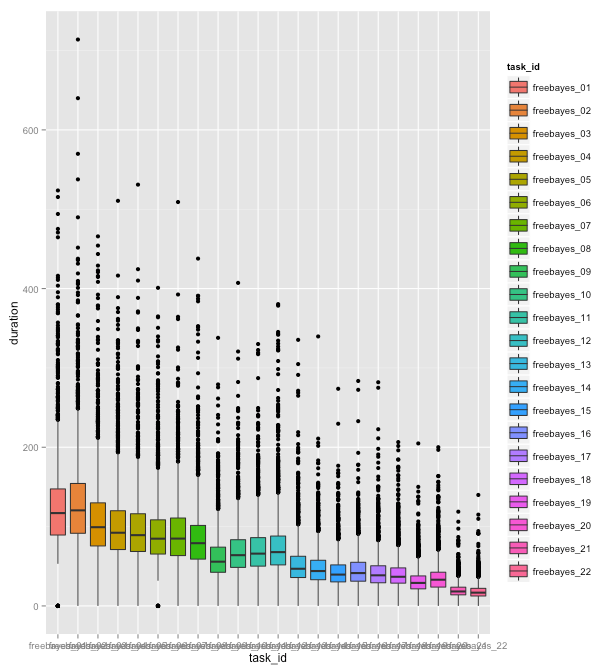 600
400
200
0
duration
task_id
task_id
freebayes_01
freebayes_02
freebayes_03
freebayes_04
freebayes_05
freebayes_06
freebayes_07
freebayes_08
freebayes_09
freebayes_10
freebayes_11
freebayes_12
freebayes_13
freebayes_14
freebayes_15
freebayes_16
freebayes_17
freebayes_18
freebayes_19
freebayes_20
freebayes_21
freebayes_22